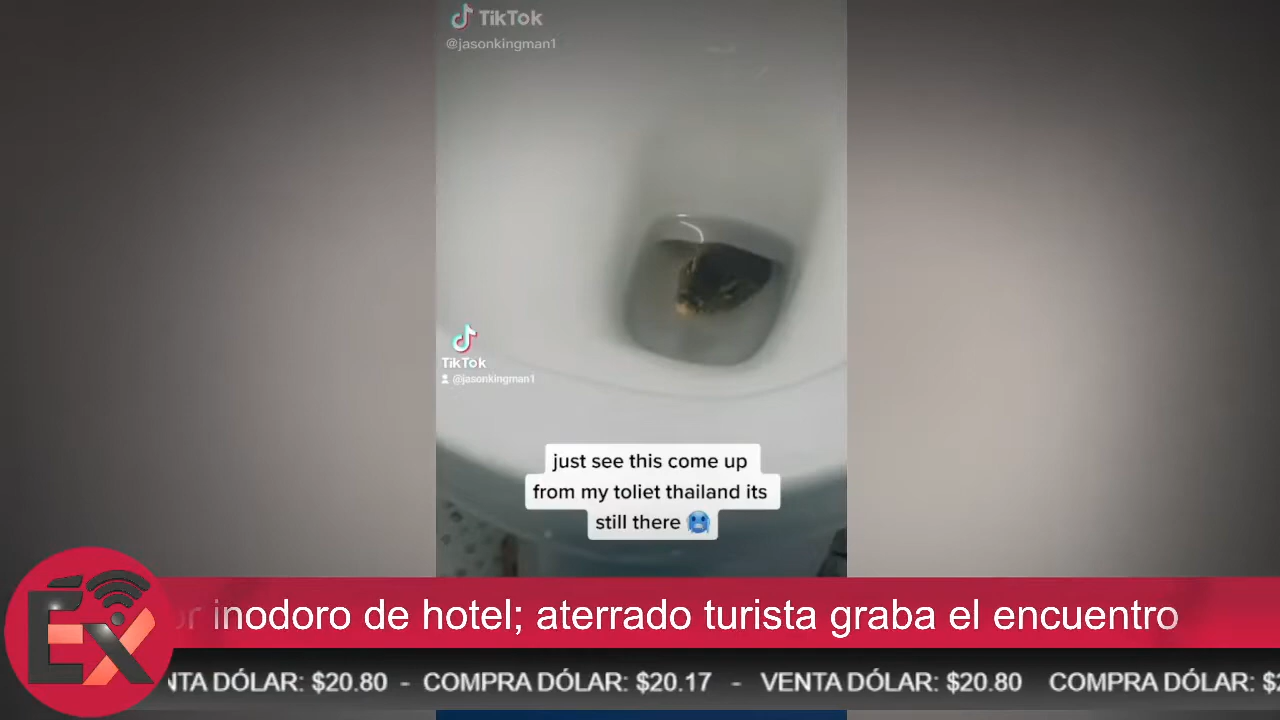 TikTok
@jasonkingman1
TikTok
@jasonkingman1
just see this come up
from my toliet thailand its
still there
EX
inodoro de hotel; aterrado turista graba el encuentro
DÓLAR: $20.80 - COMPRA DÓLAR: $20.17 - VENTA DÓLAR: $20.80 COMPRA DÓLAR: